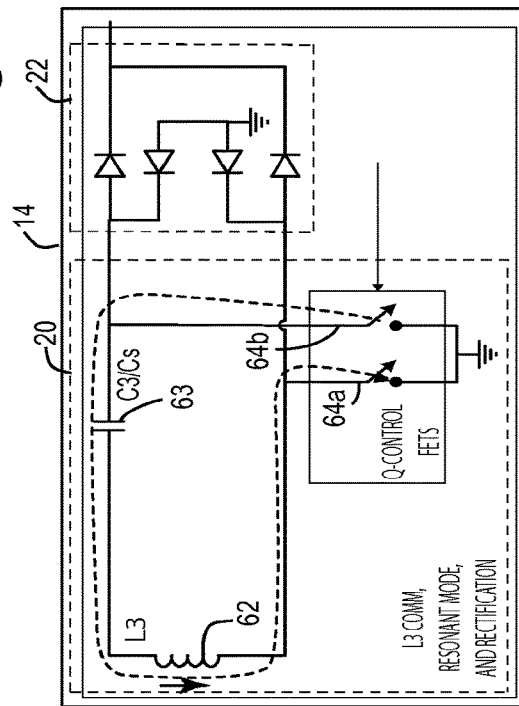 14
20
22
C3/Cs
63
L3
62
64b
64a
Q-CONTROL
FETS
L3 COMM,
RESONANT MODE,
AND RECTIFICATION